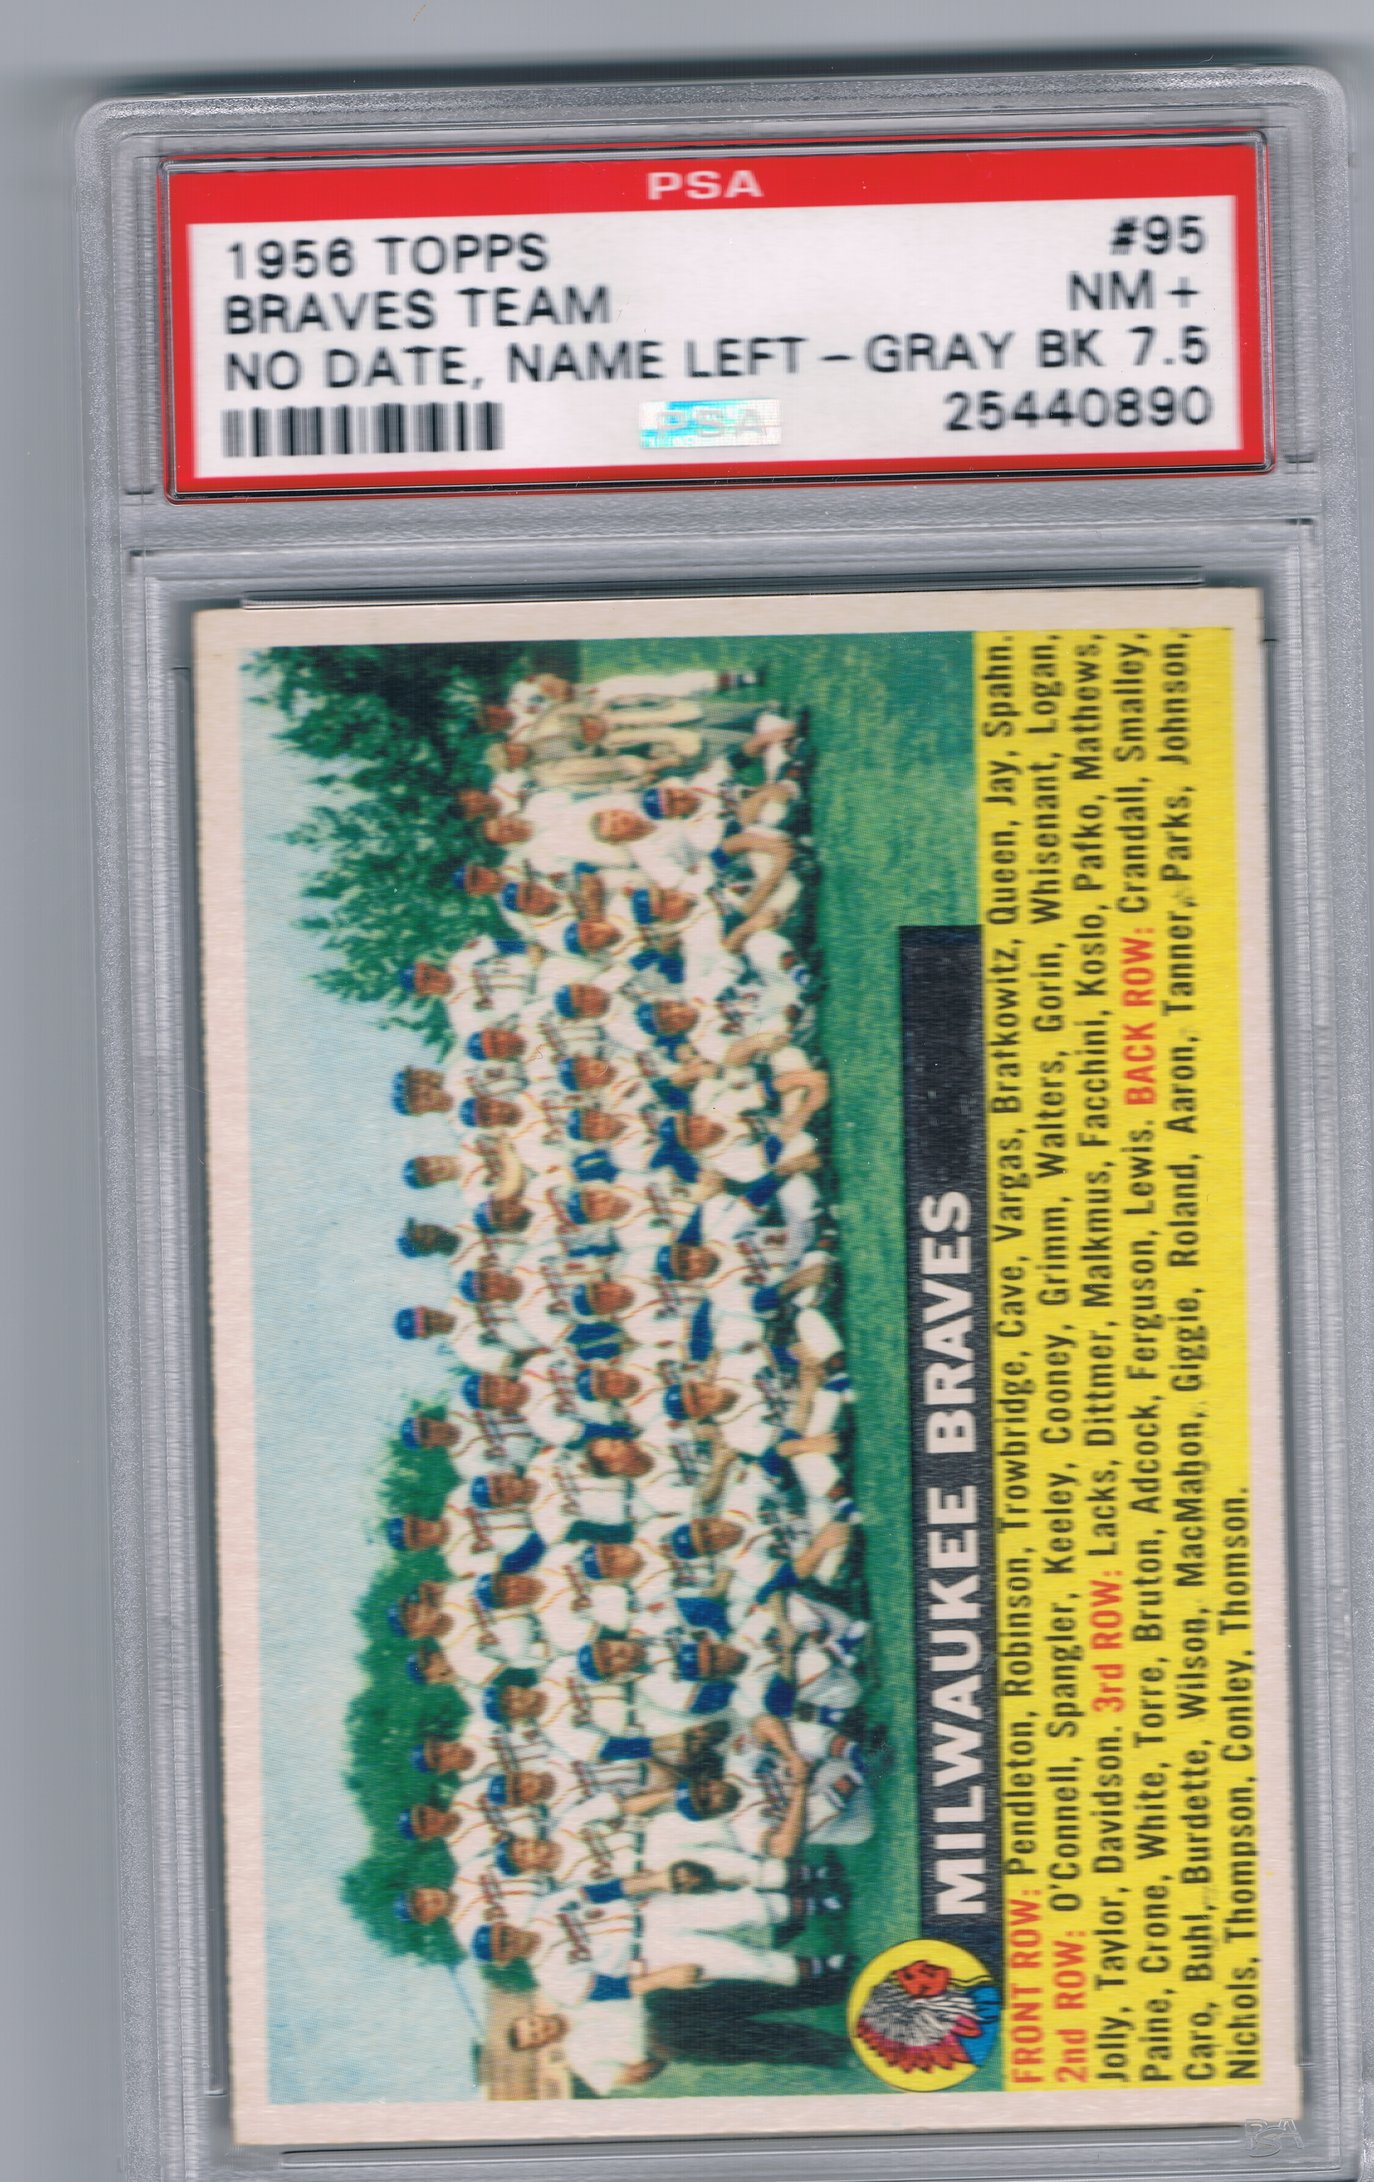 PSA
1956 TOPPS #95
BRAVES TEAM NM+
NO DATE, NAME LEFT-GRAY BK 7.5
PSA 25440890
MILWAUKEE BRAVES
FRONT ROW: Pendleton, Robinson, Trowbridge, Cave, Vargas, Bratkowitz, Queen, Jay, Spahn.
2nd ROW: O'Connell, Spangler, Keeley, Cooney, Grimm, Walters, Gorin, Whisenant, Logan,
Jolly, Taylor, Davidson. 3rd ROW: Lacks, Dittmer, Malkmus, Facchini, Koslo, Pafko, Mathews,
Paine, Crone, White, Torre, Bruton, Adcock, Ferguson, Lewis. BACK ROW: Crandall, Smalley,
Caro, Buhl, Burdette, Wilson, MacMahon, Giggie, Roland, Aaron, Tanner, Parks, Johnson,
Nichols, Thompson, Conley, Thomson.
PSA